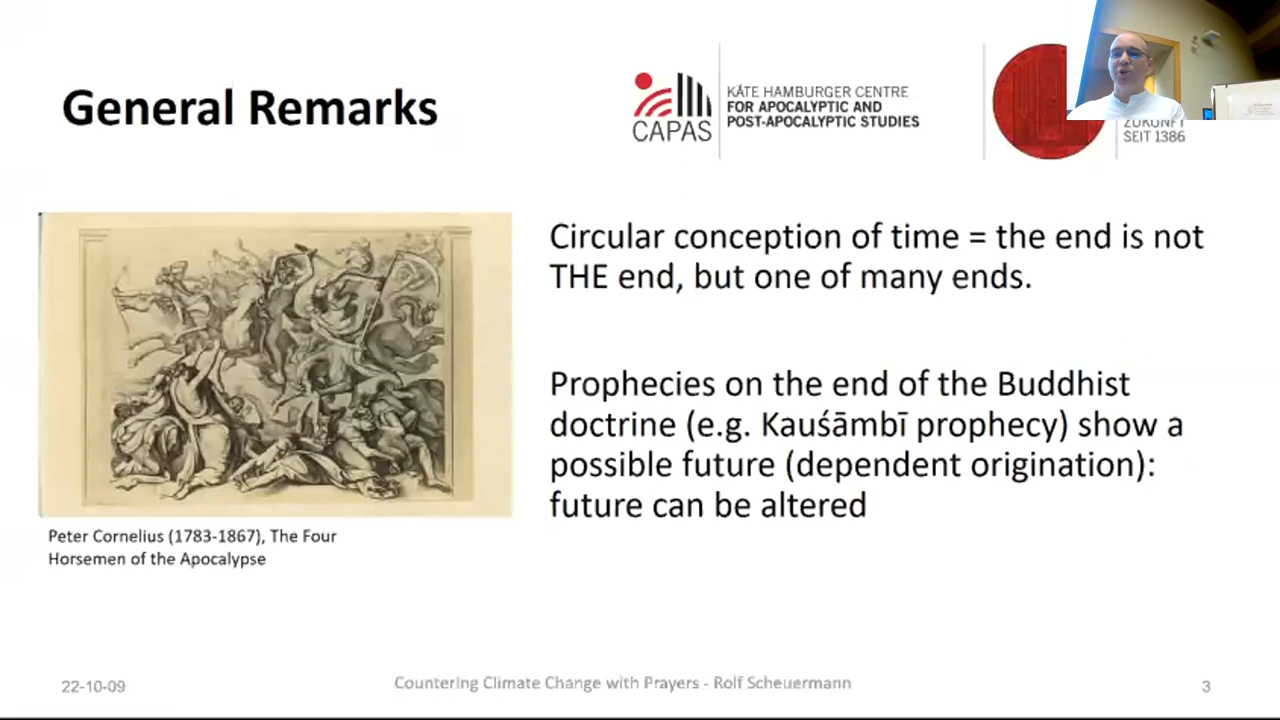 General Remarks
CAPAS
KÄTE HAMBURGER CENTRE
FOR APOCALYPTIC AND
POST-APOCALYPTIC STUDIES
ZUKUNFT
SEIT 1386
Circular conception of time = the end is not
THE end, but one of many ends.
Prophecies on the end of the Buddhist
doctrine (e.g. Kauśāmbī prophecy) show a
possible future (dependent origination):
future can be altered
Peter Cornelius (1783-1867), The Four
Horsemen of the Apocalypse
22-10-09
Countering Climate Change with Prayers - Rolf Scheuermann
3